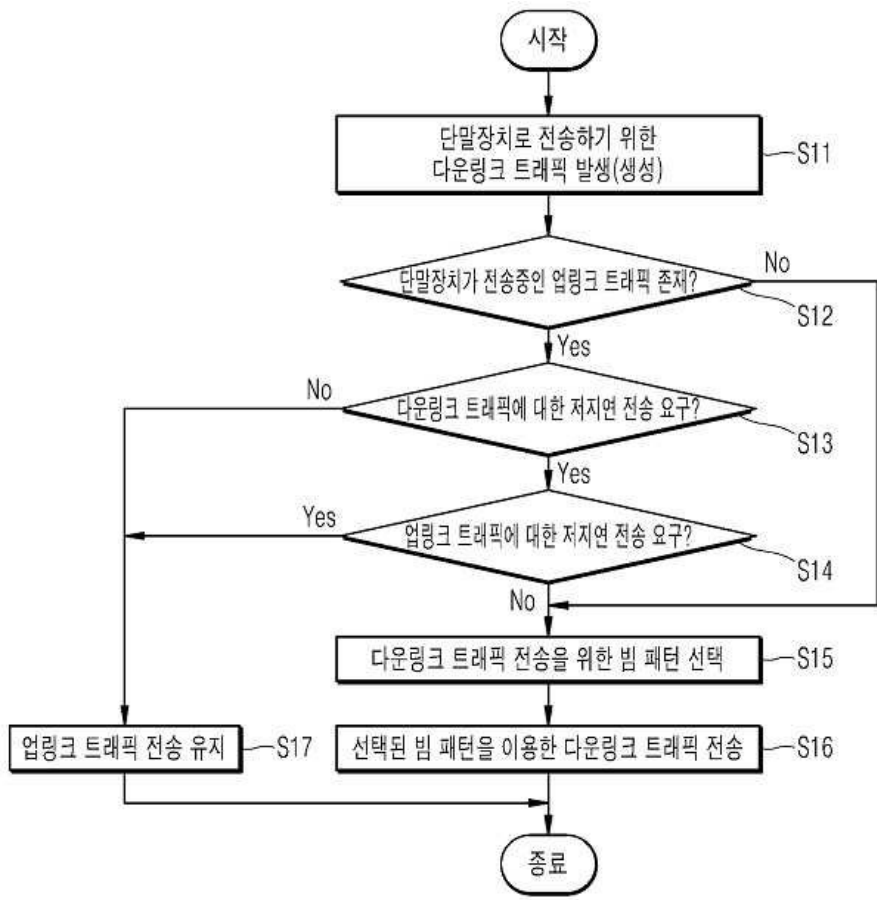 시작
단말장치로 전송하기 위한
다운링크 트래픽 발생(생성)
S11
단말장치가 전송중인 업링크 트래픽 존재?
No
S12
Yes
No
다운링크 트래픽에 대한 저지연 전송 요구?
S13
Yes
Yes
업링크 트래픽에 대한 저지연 전송 요구?
S14
No
다운링크 트래픽 전송을 위한 빔 패턴 선택
S15
업링크 트래픽 전송 유지
S17
선택된 빔 패턴을 이용한 다운링크 트래픽 전송
S16
종료